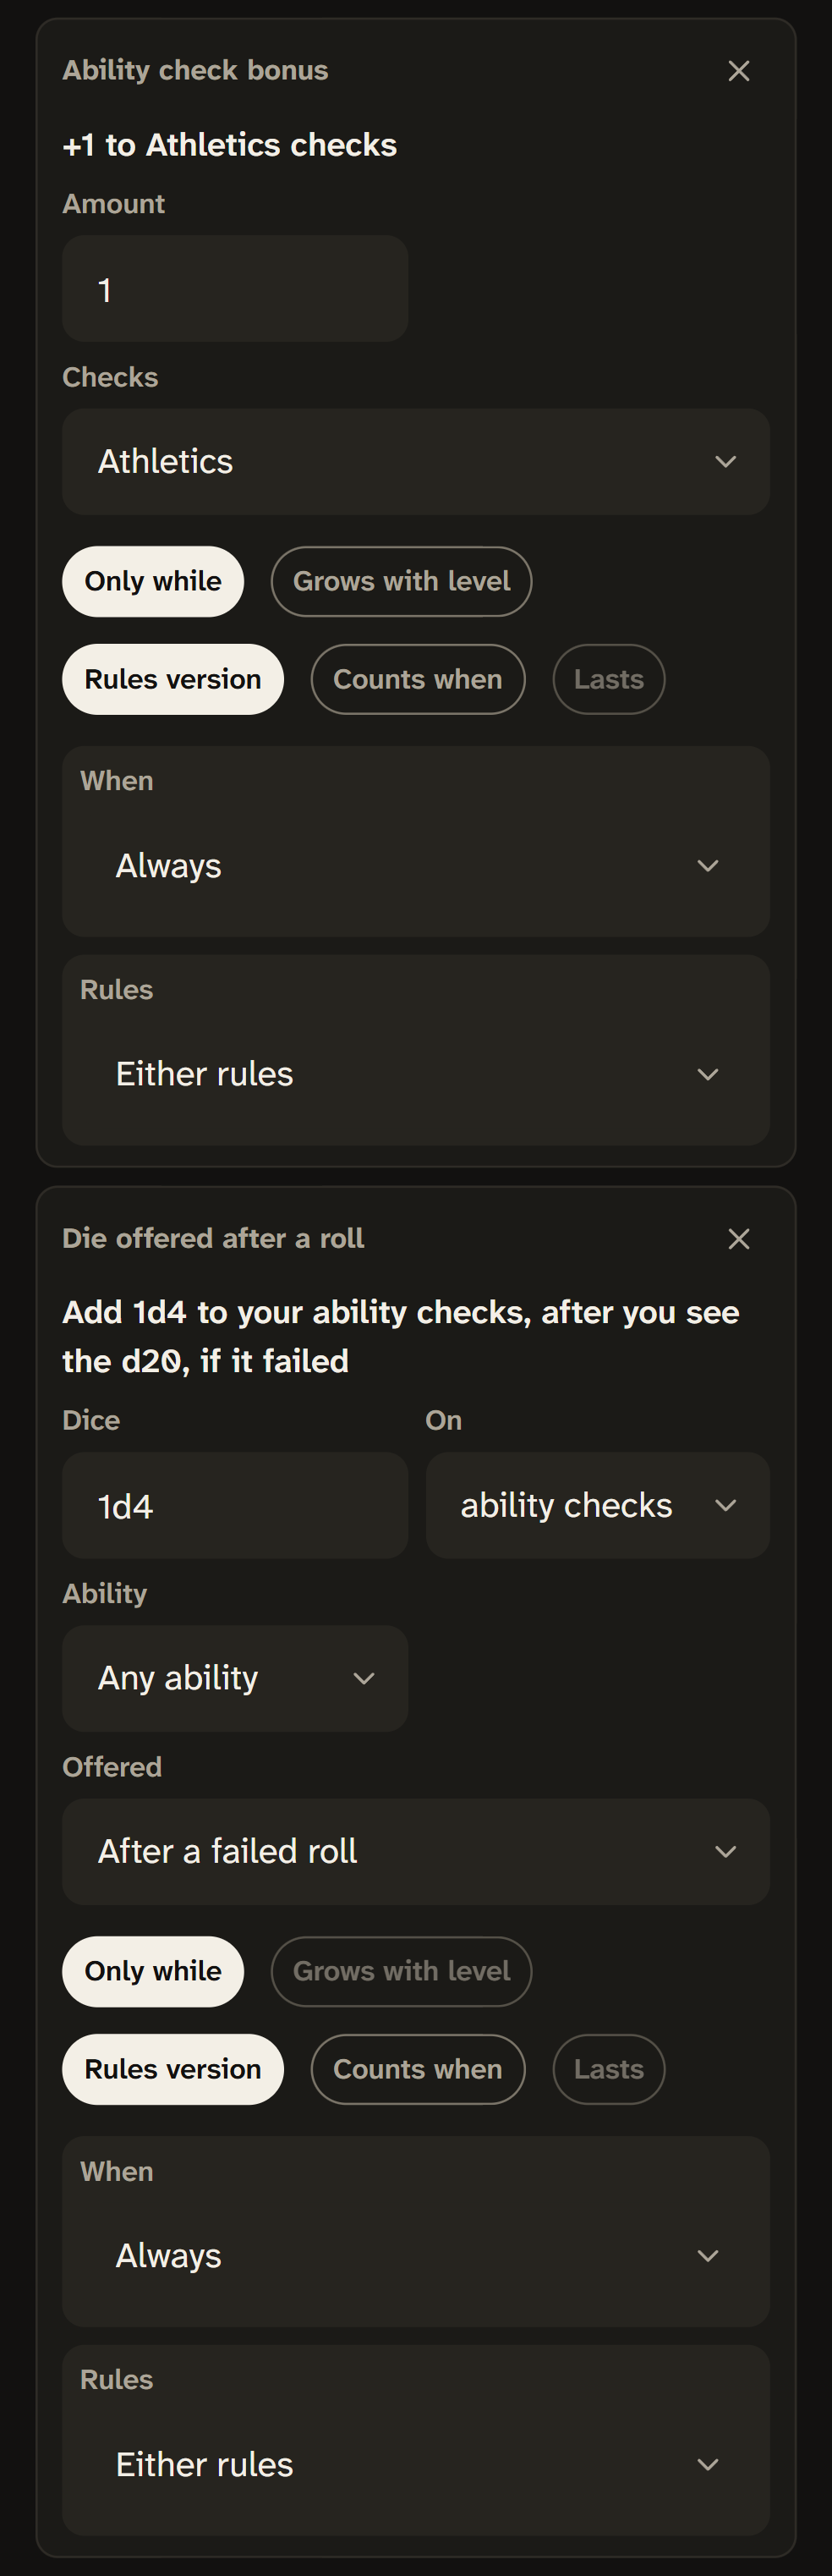 Ability check bonus
+1 to Athletics checks
Amount
1
Checks
Athletics
Only while
Grows with level
Rules version
Counts when
Lasts
When
Always
Rules
Either rules
Die offered after a roll
Add 1d4 to your ability checks, after you see
the d20, if it failed
Dice
On
1d4
ability checks
Ability
Any ability
Offered
After a failed roll
Only while
Grows with level
Rules version
Counts when
Lasts
When
Always
Rules
Either rules